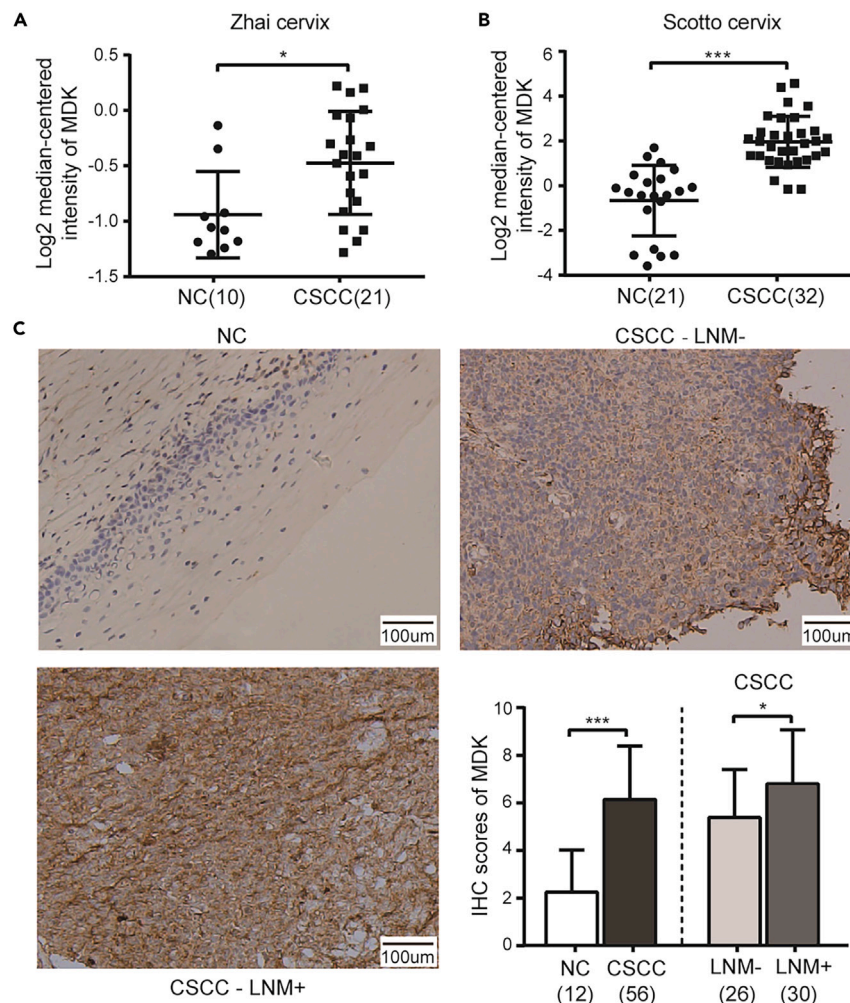 A
Zhai cervix
*
Log2 median-centered
intensity of MDK
0.5
0.0
-0.5
-1.0
-1.5
NC(10) CSCC(21)
B
Scotto cervix
***
Log2 median-centered
intensity of MDK
6
4
2
0
-2
-4
NC(21) CSCC(32)
C
NC
100um
CSCC - LNM-
100um
100um
CSCC - LNM+
CSCC
*** *
IHC scores of MDK
10
8
6
4
2
0
NC CSCC LNM- LNM+
(12) (56) (26) (30)